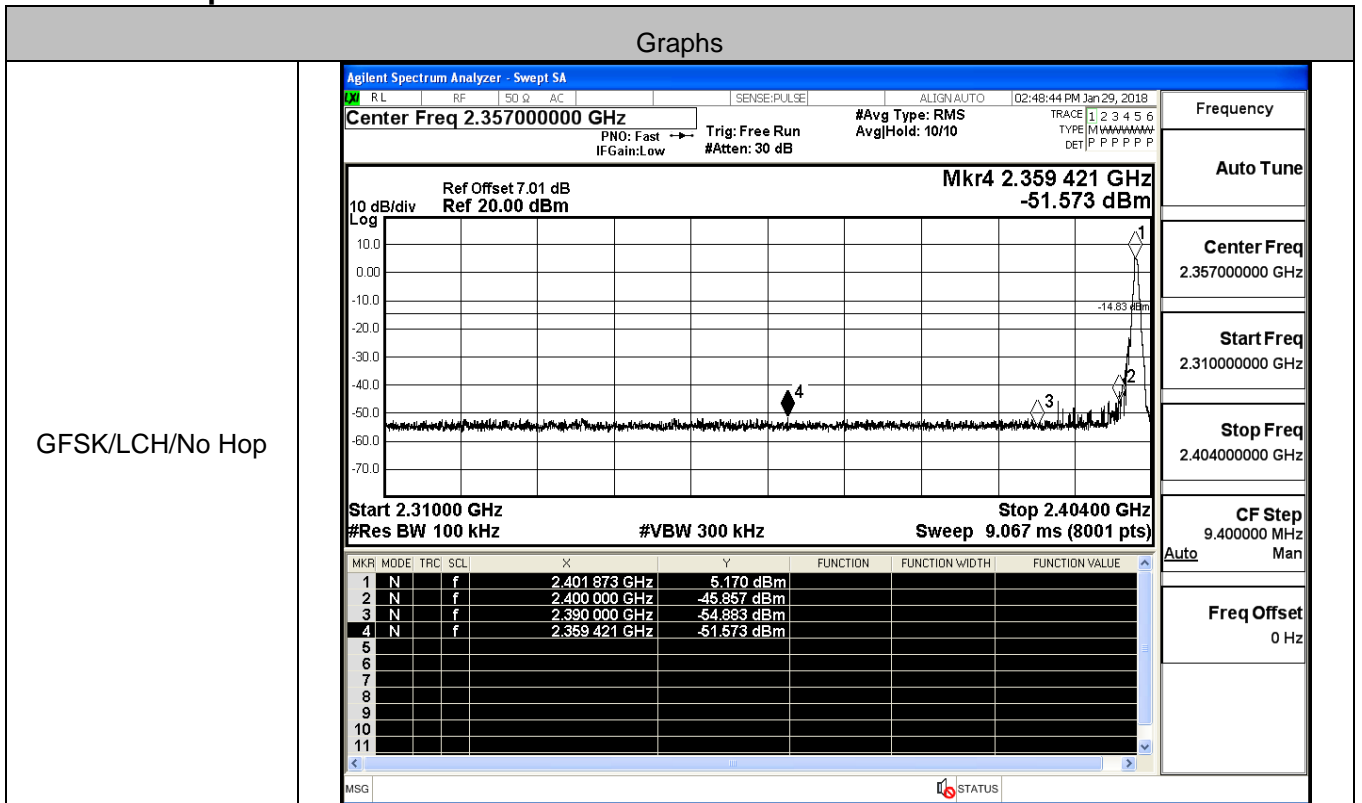 Graphs
GFSK/LCH/No Hop
Agilent Spectrum Analyzer - Swept SA
LXI RL RF 50 Ω AC SENSE:PULSE ALIGN AUTO 02:48:44 PM Jan 29, 2018
Center Freq 2.357000000 GHz
PNO: Fast
IFGain:Low
Trig: Free Run
#Atten: 30 dB
#Avg Type: RMS
Avg|Hold: 10/10
TRACE 1 2 3 4 5 6
TYPE M WWWWW
DET P P P P P P
Ref Offset 7.01 dB
10 dB/div Ref 20.00 dBm
Log
Mkr4 2.359 421 GHz
-51.573 dBm
10.0
0.00
-10.0
-20.0
-30.0
-40.0
-50.0
-60.0
-70.0
-14.83 dBm
1
2
3
4
Start 2.31000 GHz Stop 2.40400 GHz
#Res BW 100 kHz #VBW 300 kHz Sweep 9.067 ms (8001 pts)
MKR MODE TRC SCL X Y FUNCTION FUNCTION WIDTH FUNCTION VALUE
1 N f 2.401 873 GHz 5.170 dBm
2 N f 2.400 000 GHz -45.857 dBm
3 N f 2.390 000 GHz -54.883 dBm
4 N f 2.359 421 GHz -51.573 dBm
5
6
7
8
9
10
11
MSG STATUS
Frequency
Auto Tune
Center Freq
2.357000000 GHz
Start Freq
2.310000000 GHz
Stop Freq
2.404000000 GHz
CF Step
9.400000 MHz
Auto Man
Freq Offset
0 Hz